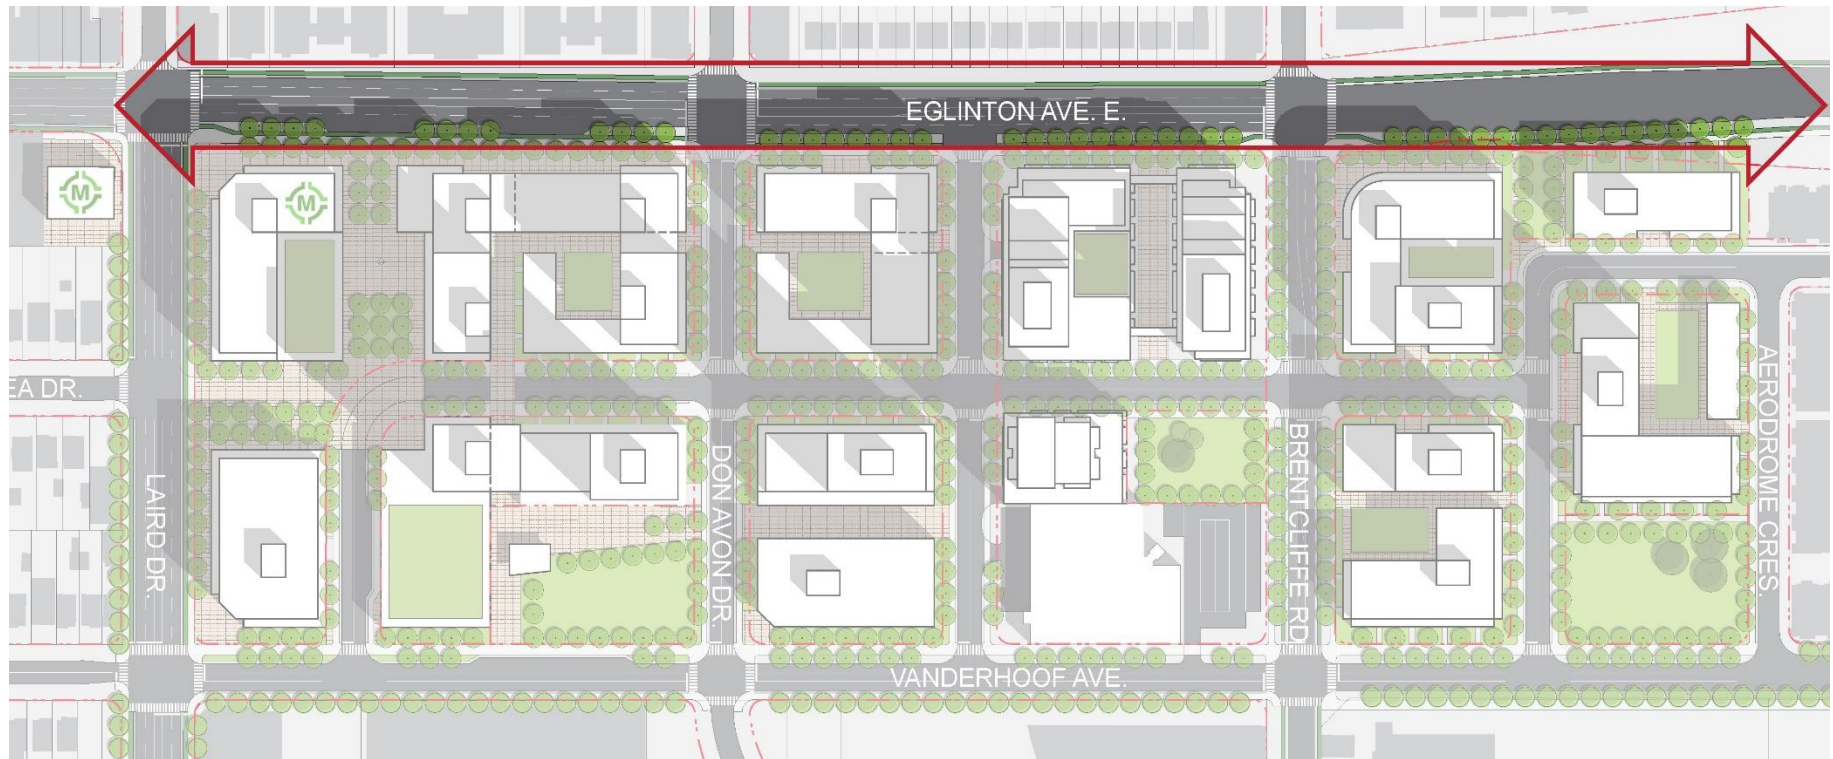 EGLINTON AVE. E.
M
M
EA DR.
LAIRD DR.
DON AVON DR.
BRENTCLIFFE RD
AERODROME CRES.
VANDERHOOF AVE.